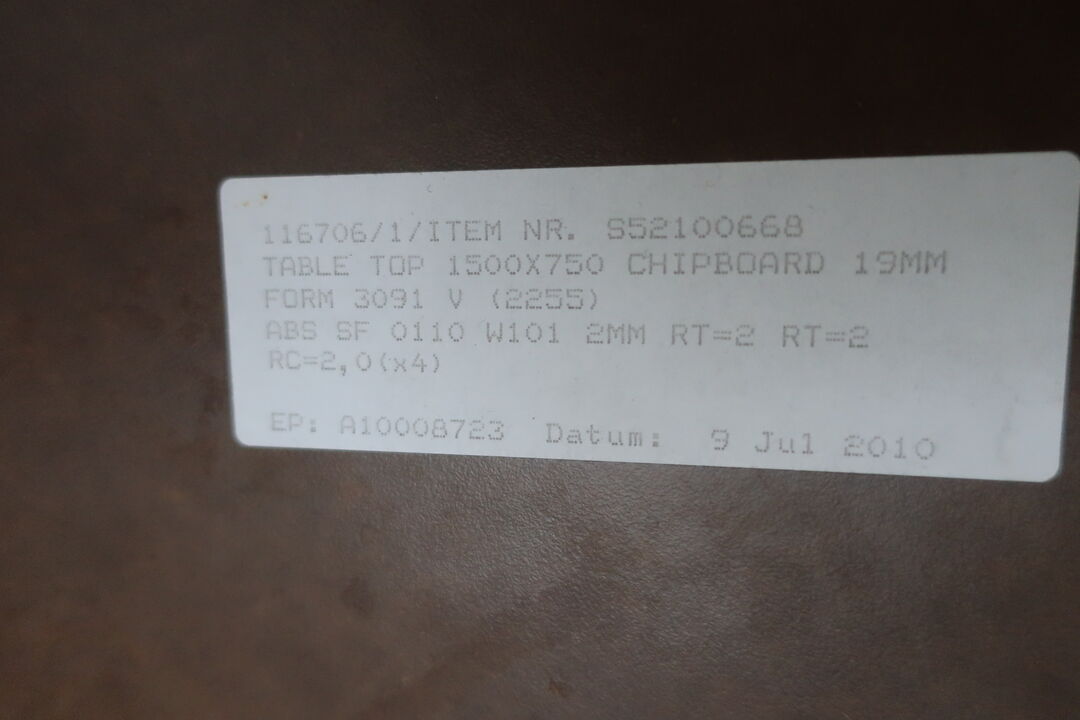 116706/1/ITEM NR. S52100668
TABLE TOP 1500X750 CHIPBOARD 19MM
FORM 3091 V (2255)
ABS SF 0110 W101 2MM RT=2 RT=2
RC=2,0(x4)
EP: A10008723 Datum: 9 Jul 2010